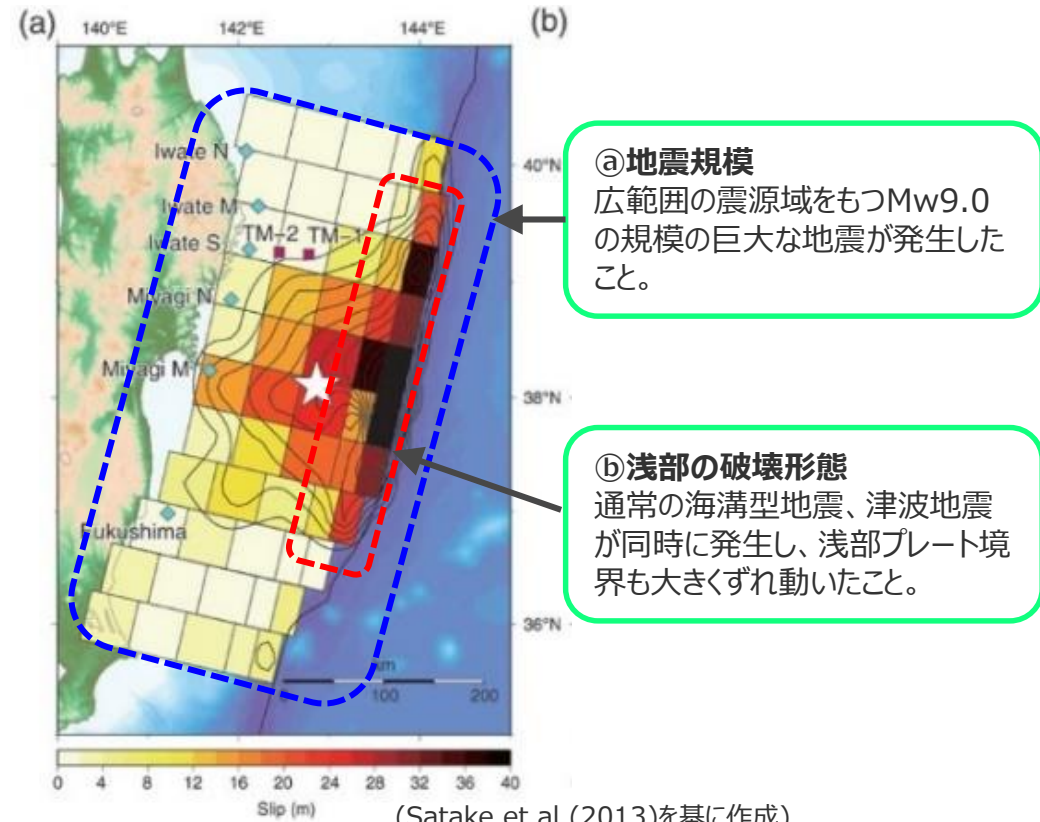 (a)
140°E
142°E
144°E
(b)
Iwate N
40°N
Iwate M
Iwate S
TM-2 TM-1
Miyagi N
Miyagi M
38°N
Fukushima
36°N
km
100
200
0 4 8 12 16 20 24 28 32 36 40
Slip (m)
ⓐ地震規模
広範囲の震源域をもつMw9.0
の規模の巨大な地震が発生した
こと。
ⓑ浅部の破壊形態
通常の海溝型地震、津波地震
が同時に発生し、浅部プレート境
界も大きくずれ動いたこと。
(Satake et al.(2013)を基に作成)